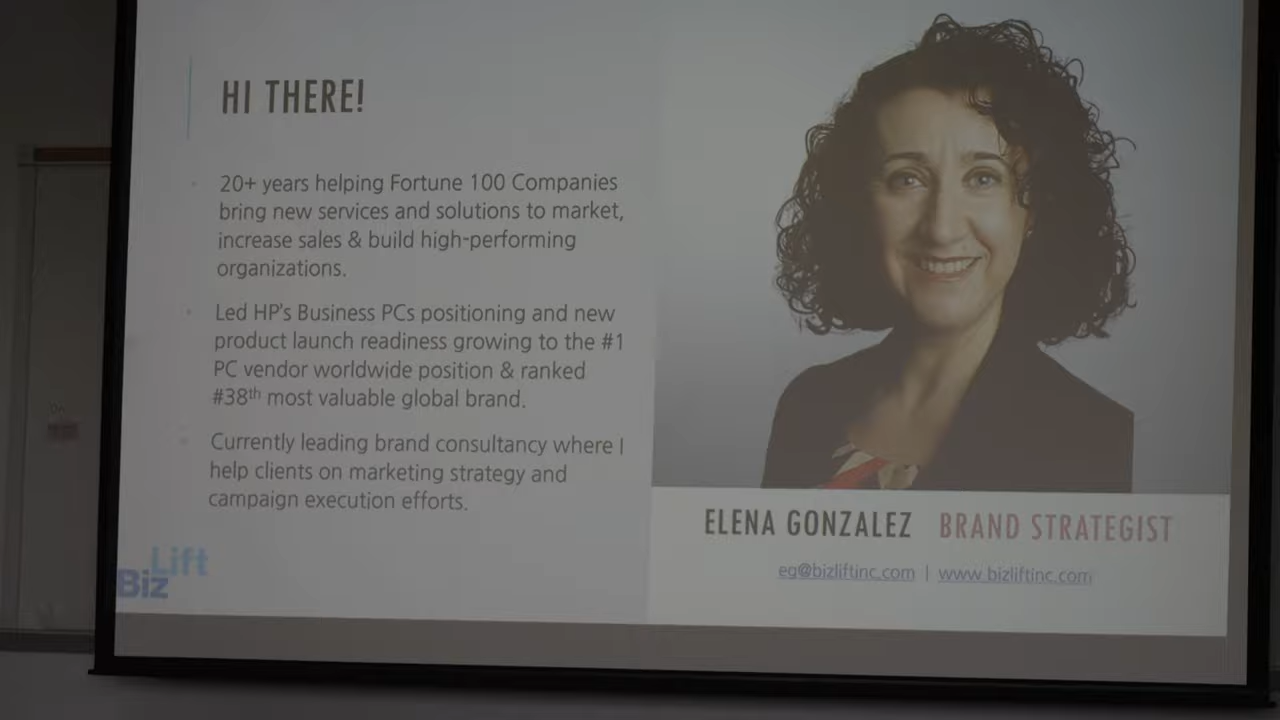 HI THERE!
20+ years helping Fortune 100 Companies
bring new services and solutions to market,
increase sales & build high-performing
organizations.
Led HP's Business PCs positioning and new
product launch readiness growing to the #1
PC vendor worldwide position & ranked
#38th most valuable global brand.
Currently leading brand consultancy where I
help clients on marketing strategy and
campaign execution efforts.
Lift
Biz
ELENA GONZALEZ BRAND STRATEGIST
eg@bizliftinc.com | www.bizliftinc.com